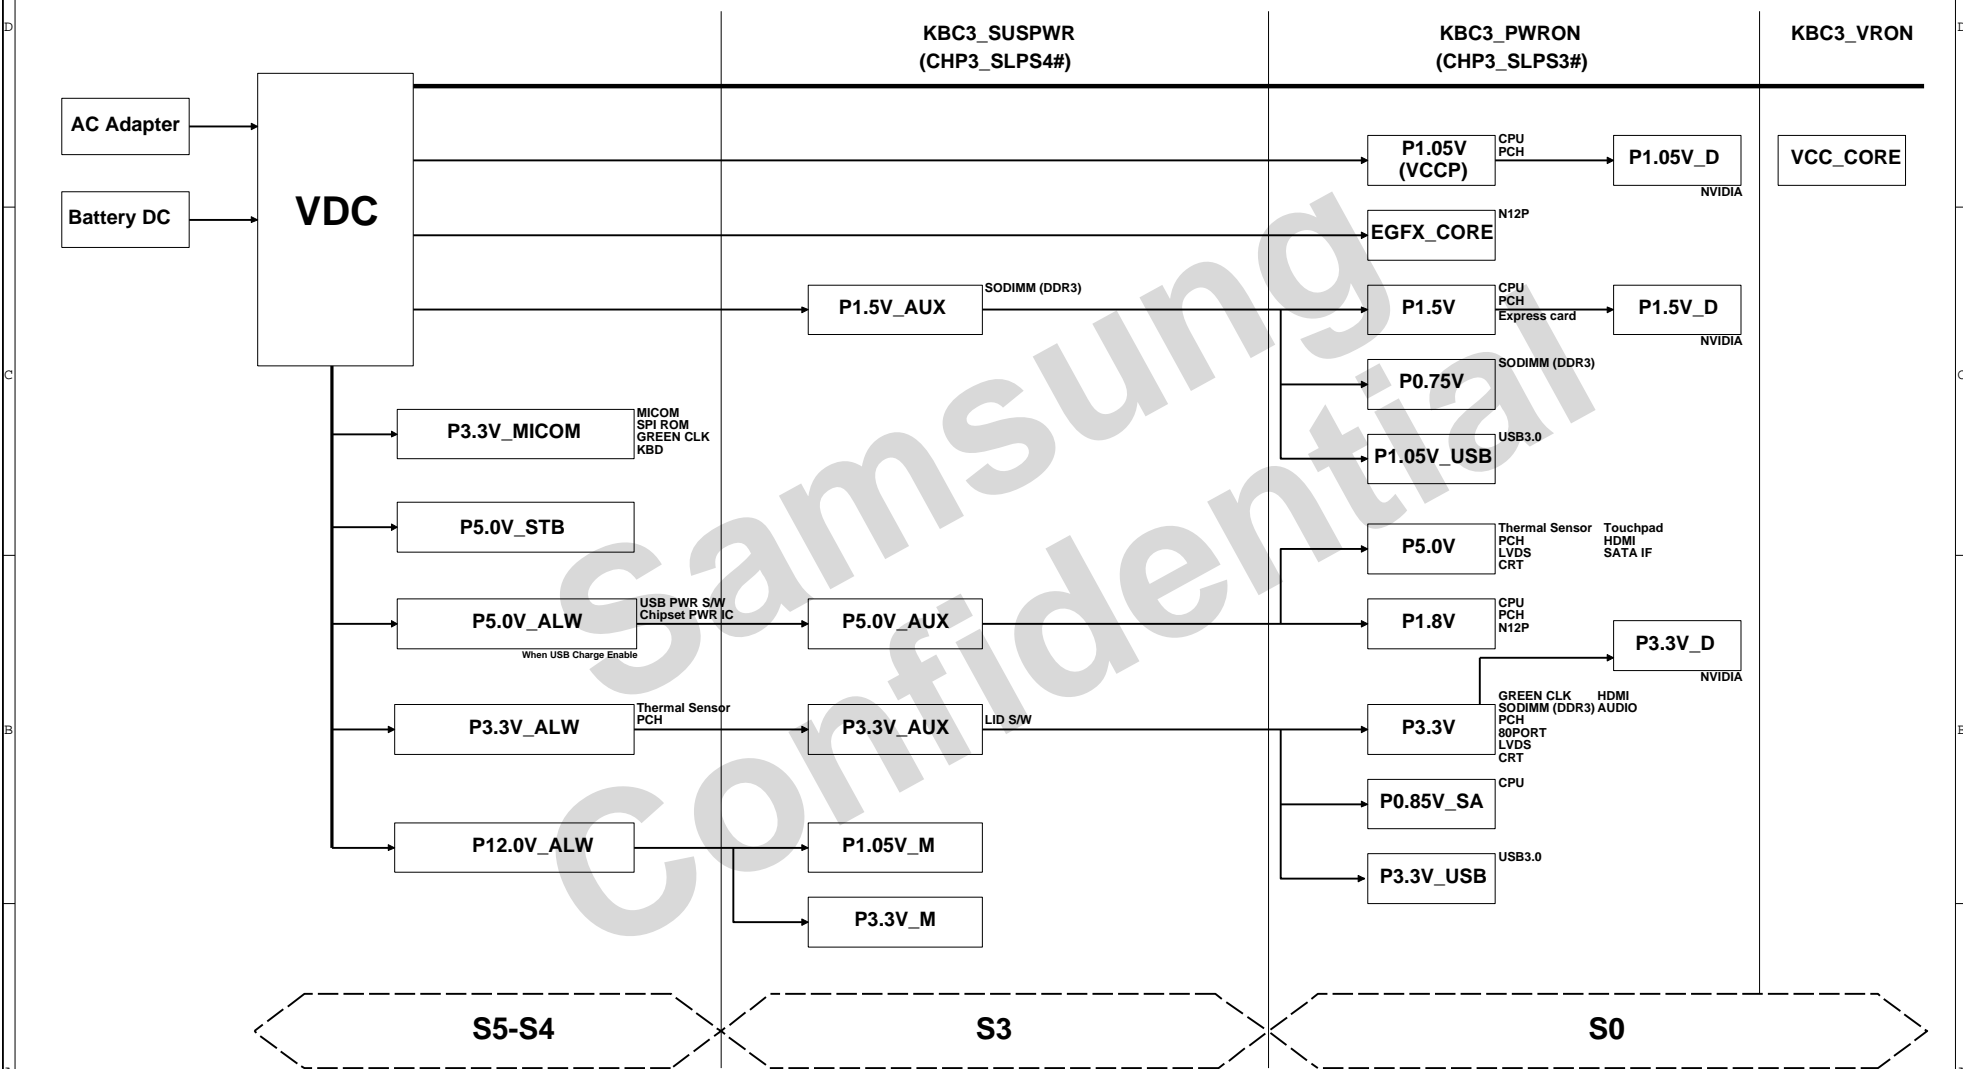 D
KBC3_SUSPWR
(CHP3_SLPS4#)
KBC3_PWRON
(CHP3_SLPS3#)
KBC3_VRON
AC Adapter
Battery DC
VDC
P1.05V
(VCCP)
CPU
PCH
P1.05V_D
NVIDIA
VCC_CORE
EGFX_CORE
N12P
P1.5V_AUX
SODIMM (DDR3)
P1.5V
CPU
PCH
Express card
P1.5V_D
NVIDIA
C
P0.75V
SODIMM (DDR3)
P3.3V_MICOM
MICOM
SPI ROM
GREEN CLK
KBD
P1.05V_USB
USB3.0
P5.0V_STB
P5.0V
Thermal Sensor Touchpad
PCH HDMI
LVDS SATA IF
CRT
P5.0V_ALW
USB PWR S/W
Chipset PWR IC
When USB Charge Enable
P5.0V_AUX
P1.8V
CPU
PCH
N12P
P3.3V_D
NVIDIA
B
P3.3V_ALW
Thermal Sensor
PCH
P3.3V_AUX
LID S/W
P3.3V
GREEN CLK HDMI
SODIMM (DDR3) AUDIO
PCH
80PORT
LVDS
CRT
P0.85V_SA
CPU
P12.0V_ALW
P1.05V_M
P3.3V_USB
USB3.0
P3.3V_M
S5-S4
S3
S0
Samsung
Confidential